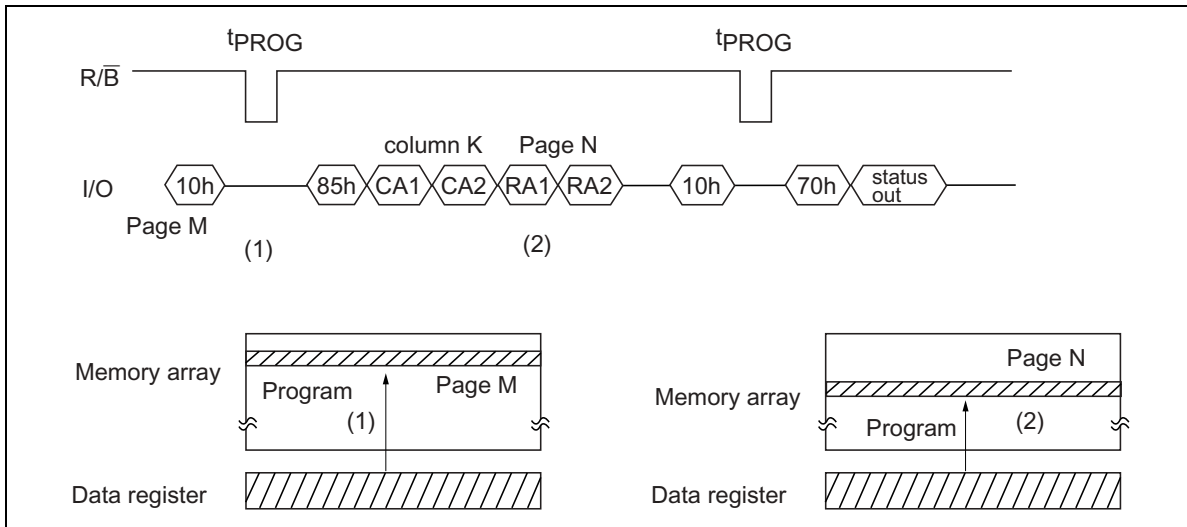 tPROG tPROG
R/B̅
column K Page N
I/O 10h 85h CA1 CA2 RA1 RA2 10h 70h status out
Page M
(1) (2)
Memory array Program (1) Page M
Data register
Memory array Page N Program (2)
Data register